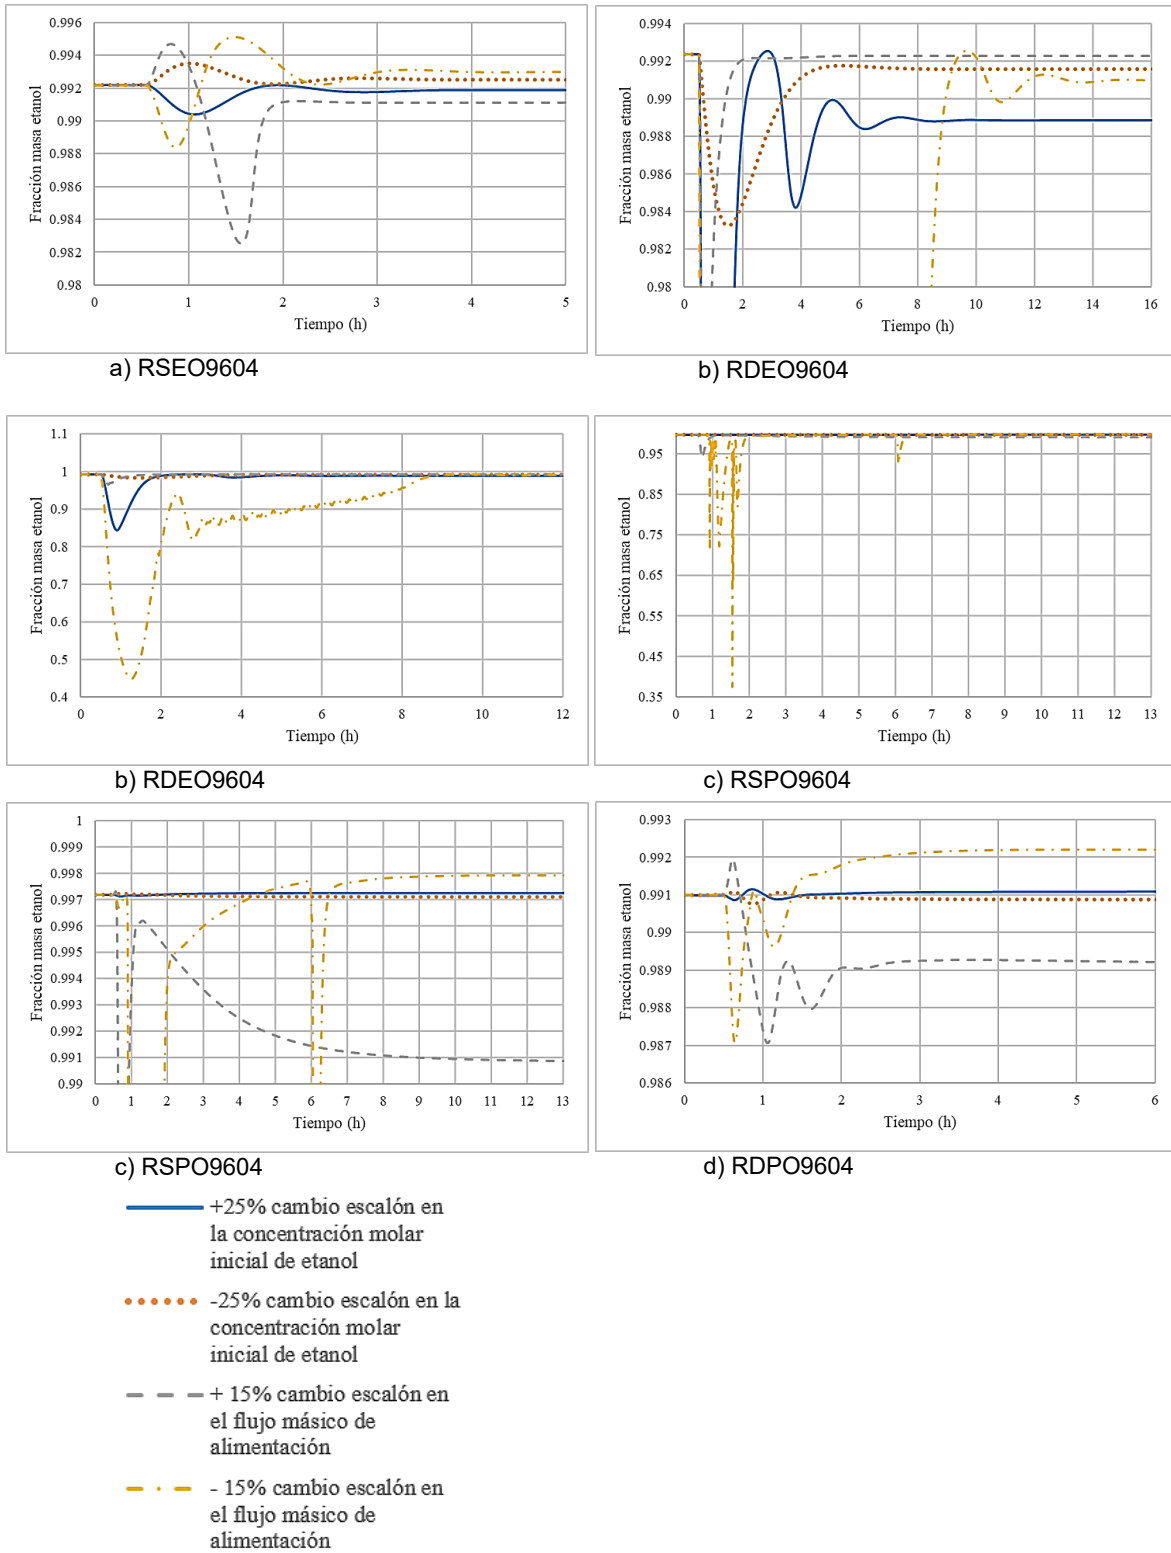 0.996
0.994
0.992
0.99
0.988
0.986
0.984
0.982
0.98
0 1 2 3 4 5
Fracción masa etanol
Tiempo (h)
a) RSEO9604
0.994
0.992
0.99
0.988
0.986
0.984
0.982
0.98
0 2 4 6 8 10 12 14 16
Fracción masa etanol
Tiempo (h)
b) RDEO9604
1.1
1
0.9
0.8
0.7
0.6
0.5
0.4
0 2 4 6 8 10 12
Fracción masa etanol
Tiempo (h)
b) RDEO9604
0.95
0.85
0.75
0.65
0.55
0.45
0.35
0 1 2 3 4 5 6 7 8 9 10 11 12 13
Fracción masa etanol
Tiempo (h)
c) RSPO9604
1
0.999
0.998
0.997
0.996
0.995
0.994
0.993
0.992
0.991
0.99
0 1 2 3 4 5 6 7 8 9 10 11 12 13
Fracción masa etanol
Tiempo (h)
c) RSPO9604
0.993
0.992
0.991
0.99
0.989
0.988
0.987
0.986
0 1 2 3 4 5 6
Fracción masa etanol
Tiempo (h)
d) RDPO9604
+25% cambio escalón en
la concentración molar
inicial de etanol
-25% cambio escalón en la
concentración molar
inicial de etanol
+ 15% cambio escalón en
el flujo másico de
alimentación
- 15% cambio escalón en
el flujo másico de
alimentación